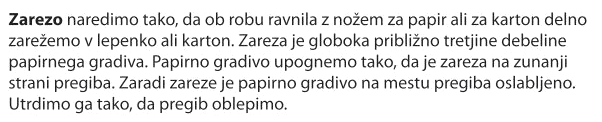 Zarezo naredimo tako, da ob robu ravnila z nožem za papir ali za karton delno
zarežemo v lepenko ali karton. Zareza je globoka približno tretjine debeline
papirnega gradiva. Papirno gradivo upognemo tako, da je zareza na zunanji
strani pregiba. Zaradi zareze je papirno gradivo na mestu pregiba oslabljeno.
Utrdimo ga tako, da pregib oblepimo.